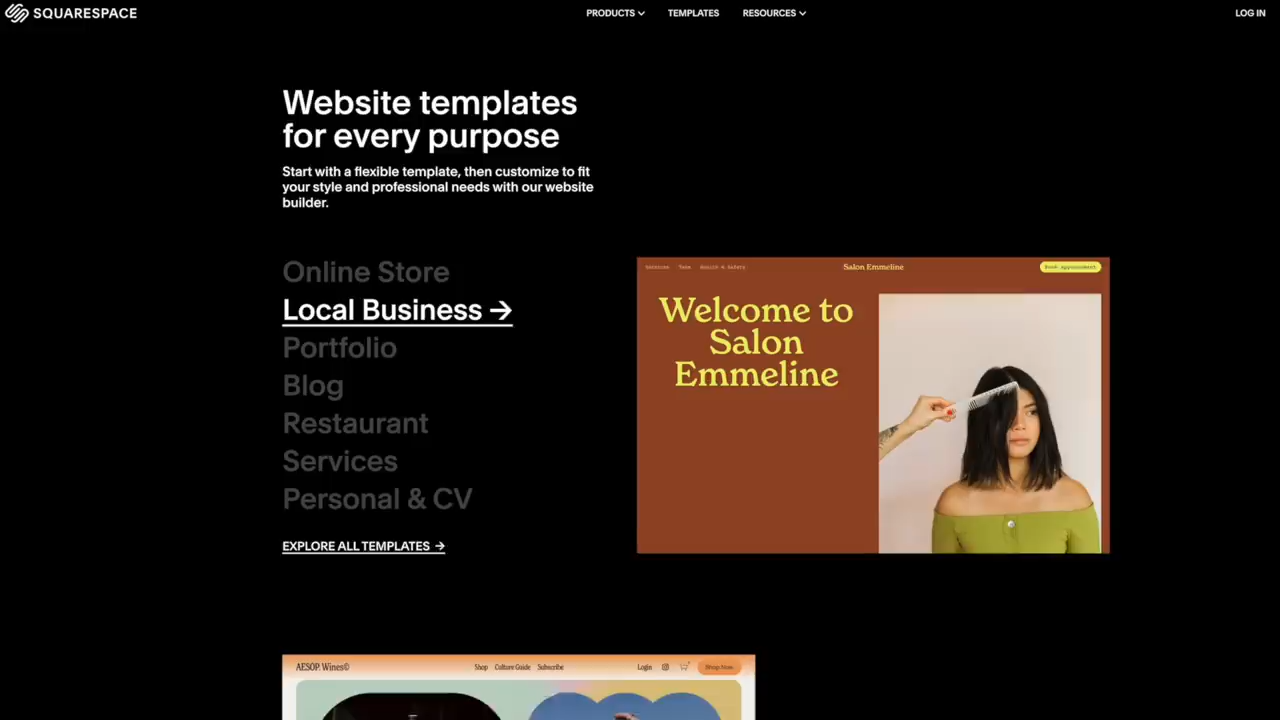 SQUARESPACE
PRODUCTS
TEMPLATES
RESOURCES
LOG IN
Website templates
for every purpose
Start with a flexible template, then customize to fit
your style and professional needs with our website
builder.
Online Store
Local Business →
Portfolio
Blog
Restaurant
Services
Personal & CV
EXPLORE ALL TEMPLATES →
Salon Emmeline
Book appointment
Welcome to
Salon
Emmeline
AESOP. Wines©
Shop
Culture Guide
Subscribe
Login
Shop Now